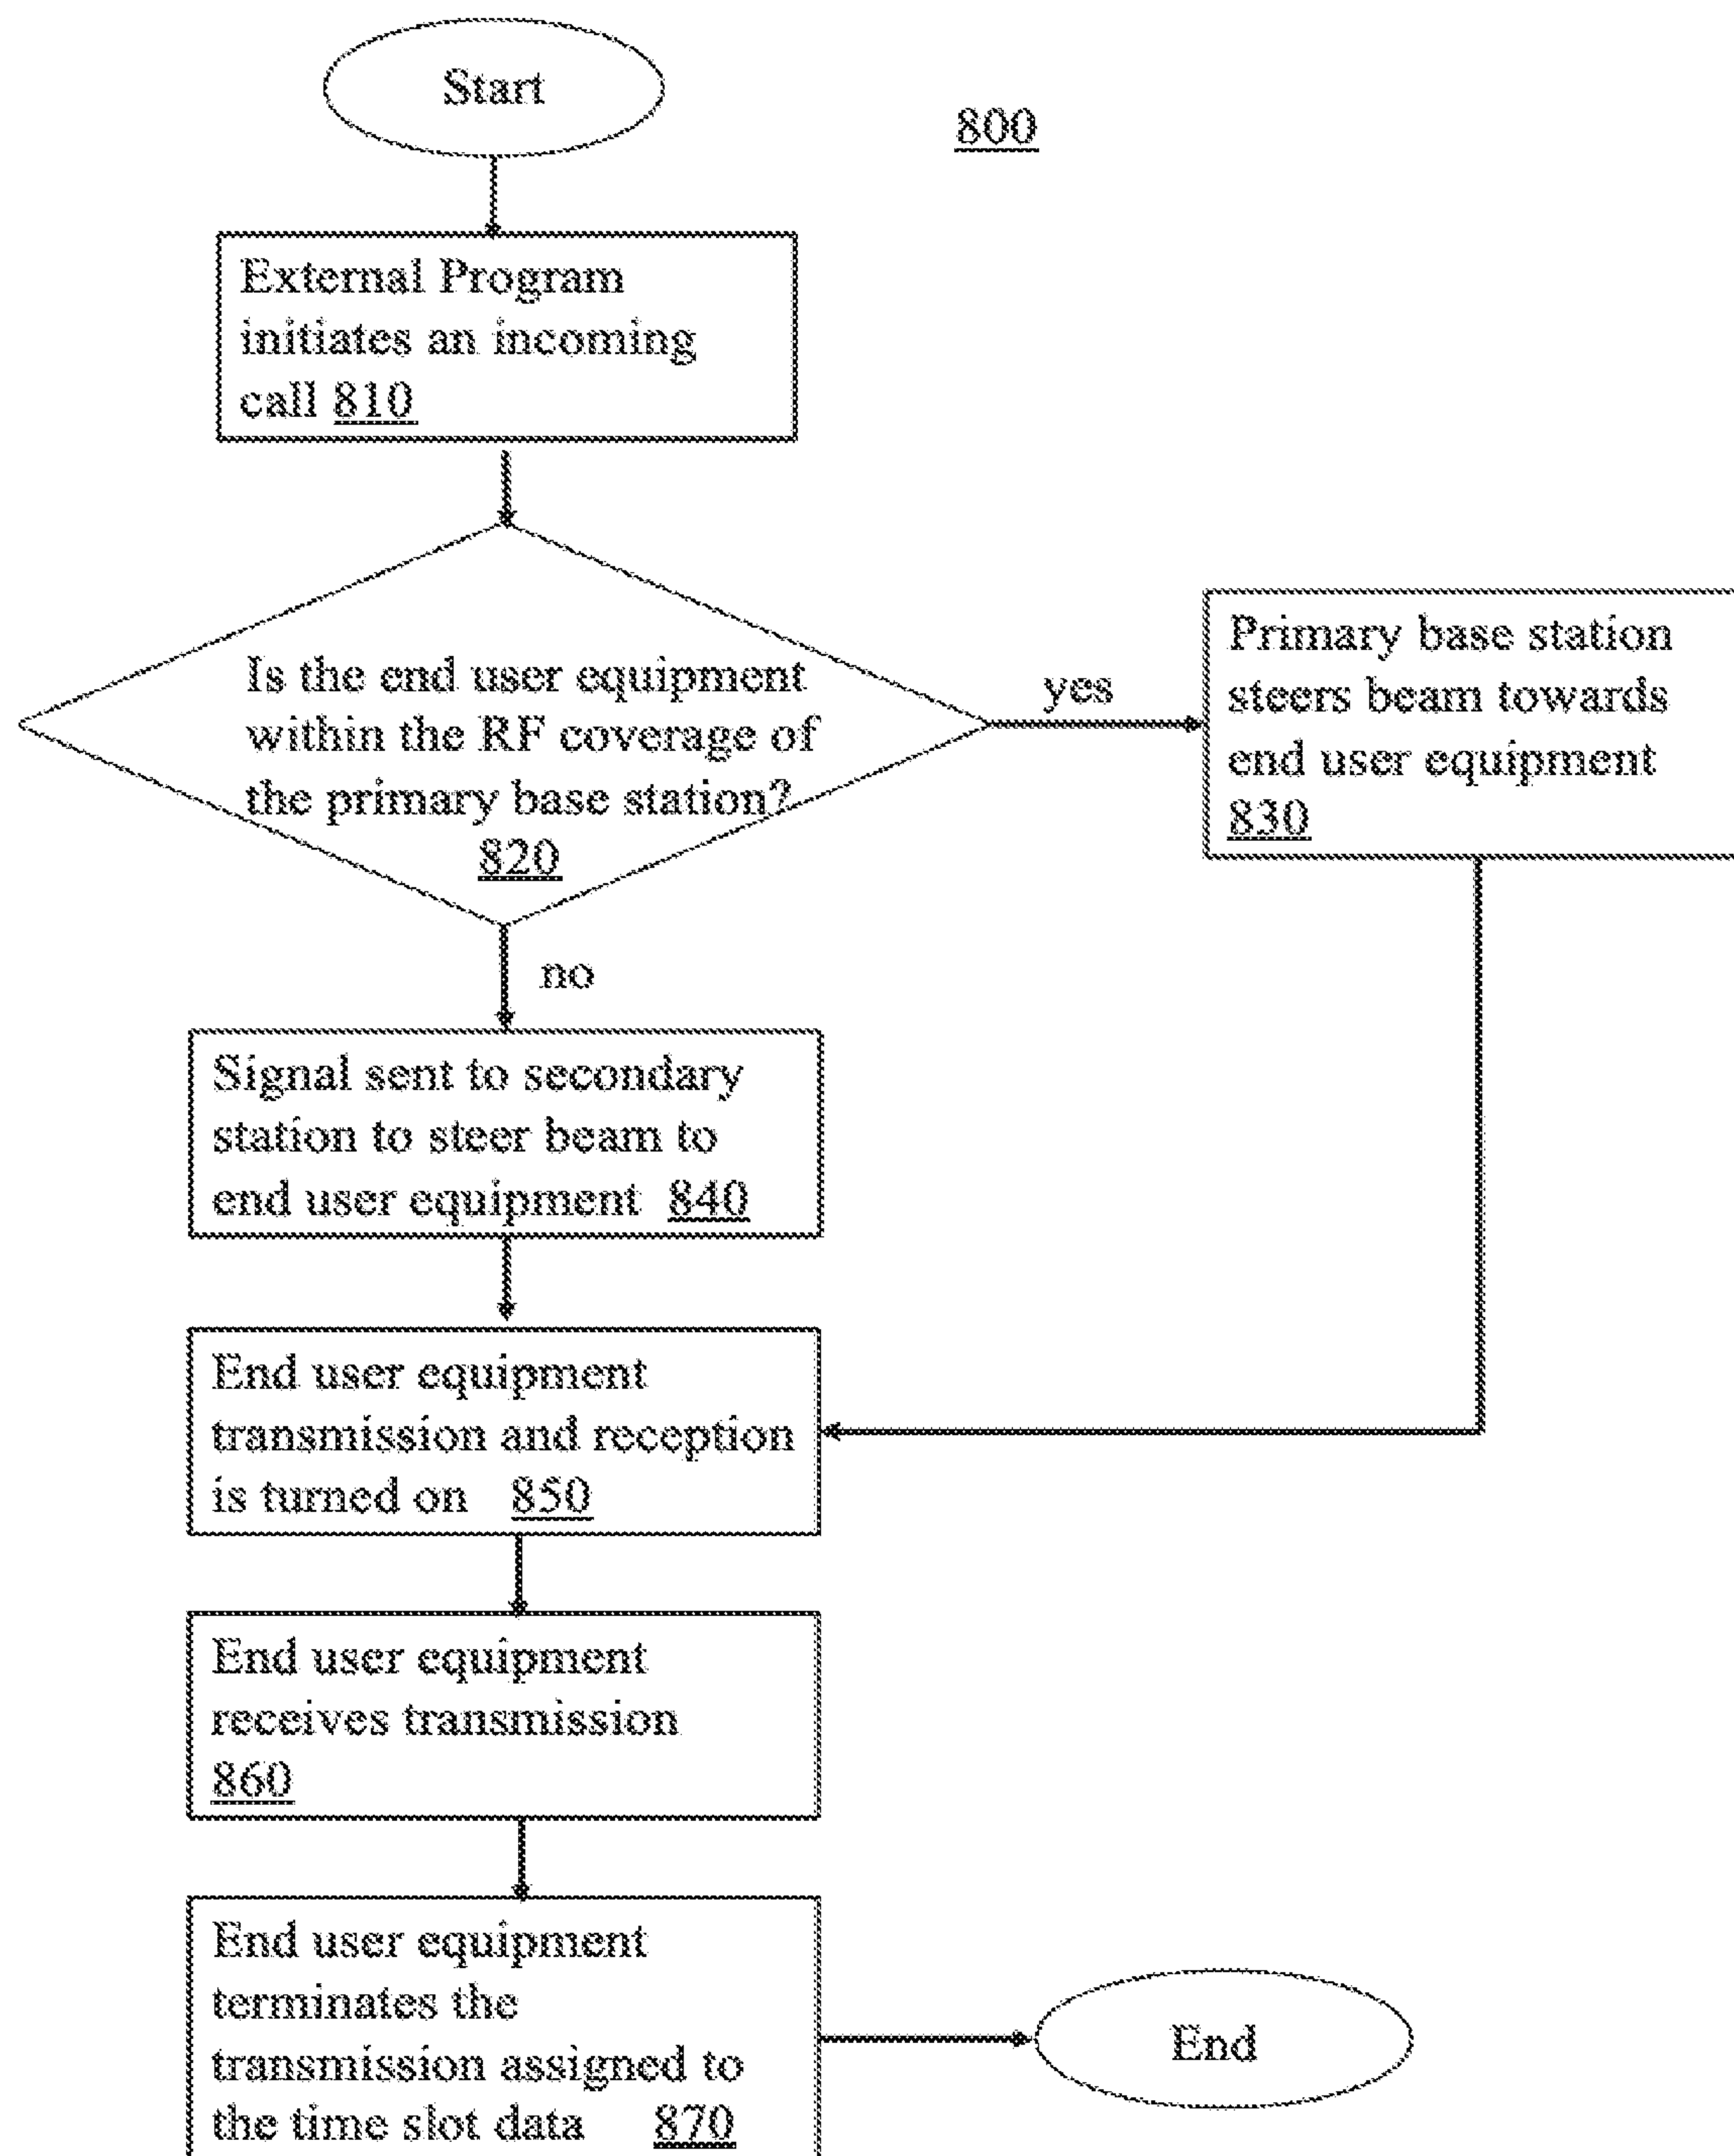 Start
800
External Program
initiates an incoming
call 810
Is the end user equipment
within the RF coverage of
the primary base station?
820
yes
Primary base station
steers beam towards
end user equipment
830
no
Signal sent to secondary
station to steer beam to
end user equipment 840
End user equipment
transmission and reception
is turned on 850
End user equipment
receives transmission
860
End user equipment
terminates the
transmission assigned to
the time slot data 870
End